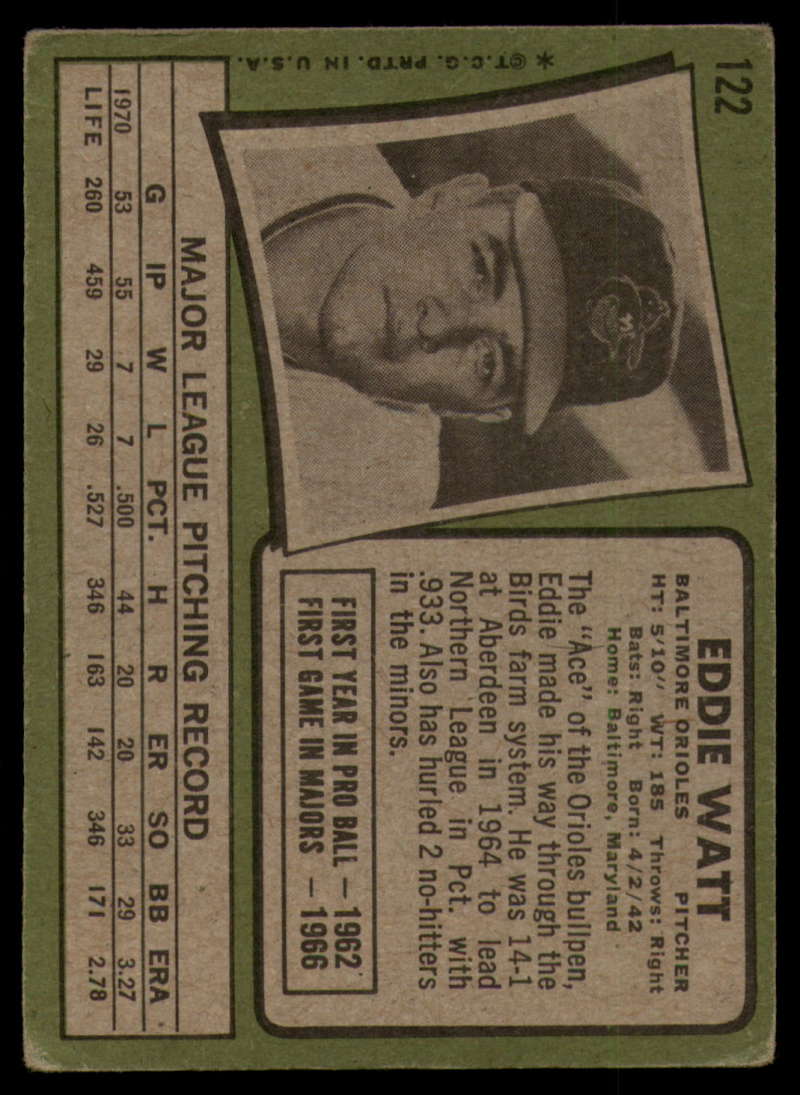 122
EDDIE WATT
BALTIMORE ORIOLES PITCHER
HT: 5'10" WT: 185 Throws: Right
Bats: Right Born: 4/2/42
Home: Baltimore, Maryland
The "Ace" of the Orioles bullpen,
Eddie made his way through the
Birds farm system. He was 14-1
at Aberdeen in 1964 to lead
Northern League in Pct. with
.933. Also has hurled 2 no-hitters
in the minors.
FIRST YEAR IN PRO BALL — 1962
FIRST GAME IN MAJORS — 1966
MAJOR LEAGUE PITCHING RECORD
G IP W L PCT. H R ER SO BB ERA
1970 53 55 7 7 .500 44 20 20 33 29 3.27
LIFE 260 459 29 26 .527 346 163 142 346 171 2.78
* © T.C.G. PRTD. IN U.S.A.